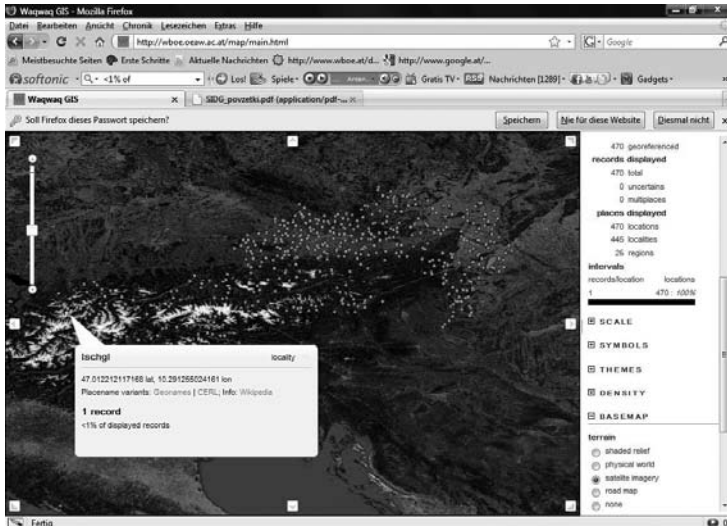 Waqwaq GIS - Mozilla Firefox
Datei Bearbeiten Ansicht Chronik Lesezeichen Extras Hilfe
http://wboe.oeaw.ac.at/map/main.html
Google
Meistbesuchte Seiten Erste Schritte Aktuelle Nachrichten http://www.wboe.at/d... http://www.google.at/...
softonic <1% of Los! Spiele Gratis TV RSS Nachrichten [1289] Gadgets
Waqwaq GIS
SIDG_povzetki.pdf (application/pdf-...
Soll Firefox dieses Passwort speichern?
Speichern Nie für diese Website Diesmal nicht
470 georeferenced
records displayed
470 total
0 uncertains
0 multiplaces
places displayed
470 locations
445 localities
26 regions
intervals
records/location locations
1 470 : 100%
SCALE
SYMBOLS
THEMES
DENSITY
BASEMAP
terrain
shaded relief
physical world
satelite imagery
road map
none
Ischgl locality
47.012212117168 lat, 10.291255024161 lon
Placename variants: Geonames | CERL; Info: Wikipedia
1 record
<1% of displayed records
Fertig